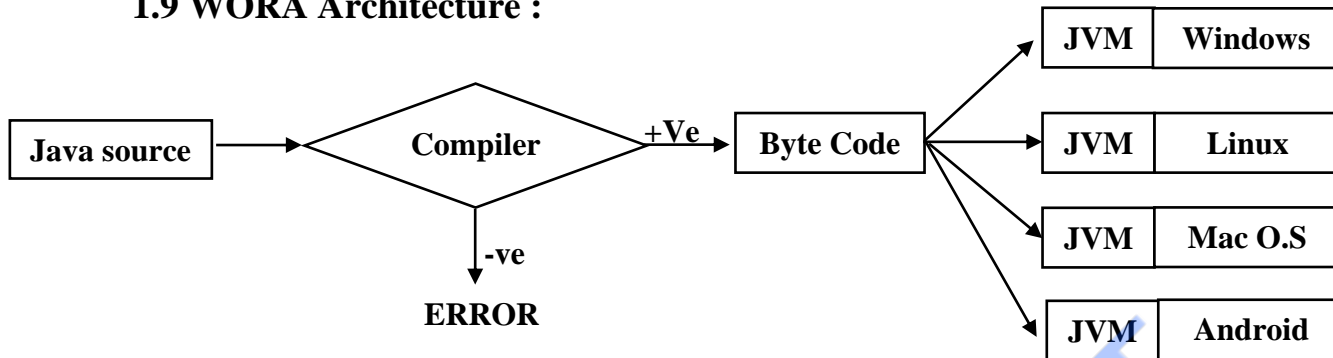 1.9 WORA Architecture :
JVM Windows
Java source
Compiler
+Ve
Byte Code
JVM Linux
JVM Mac O.S
-ve
ERROR
JVM Android